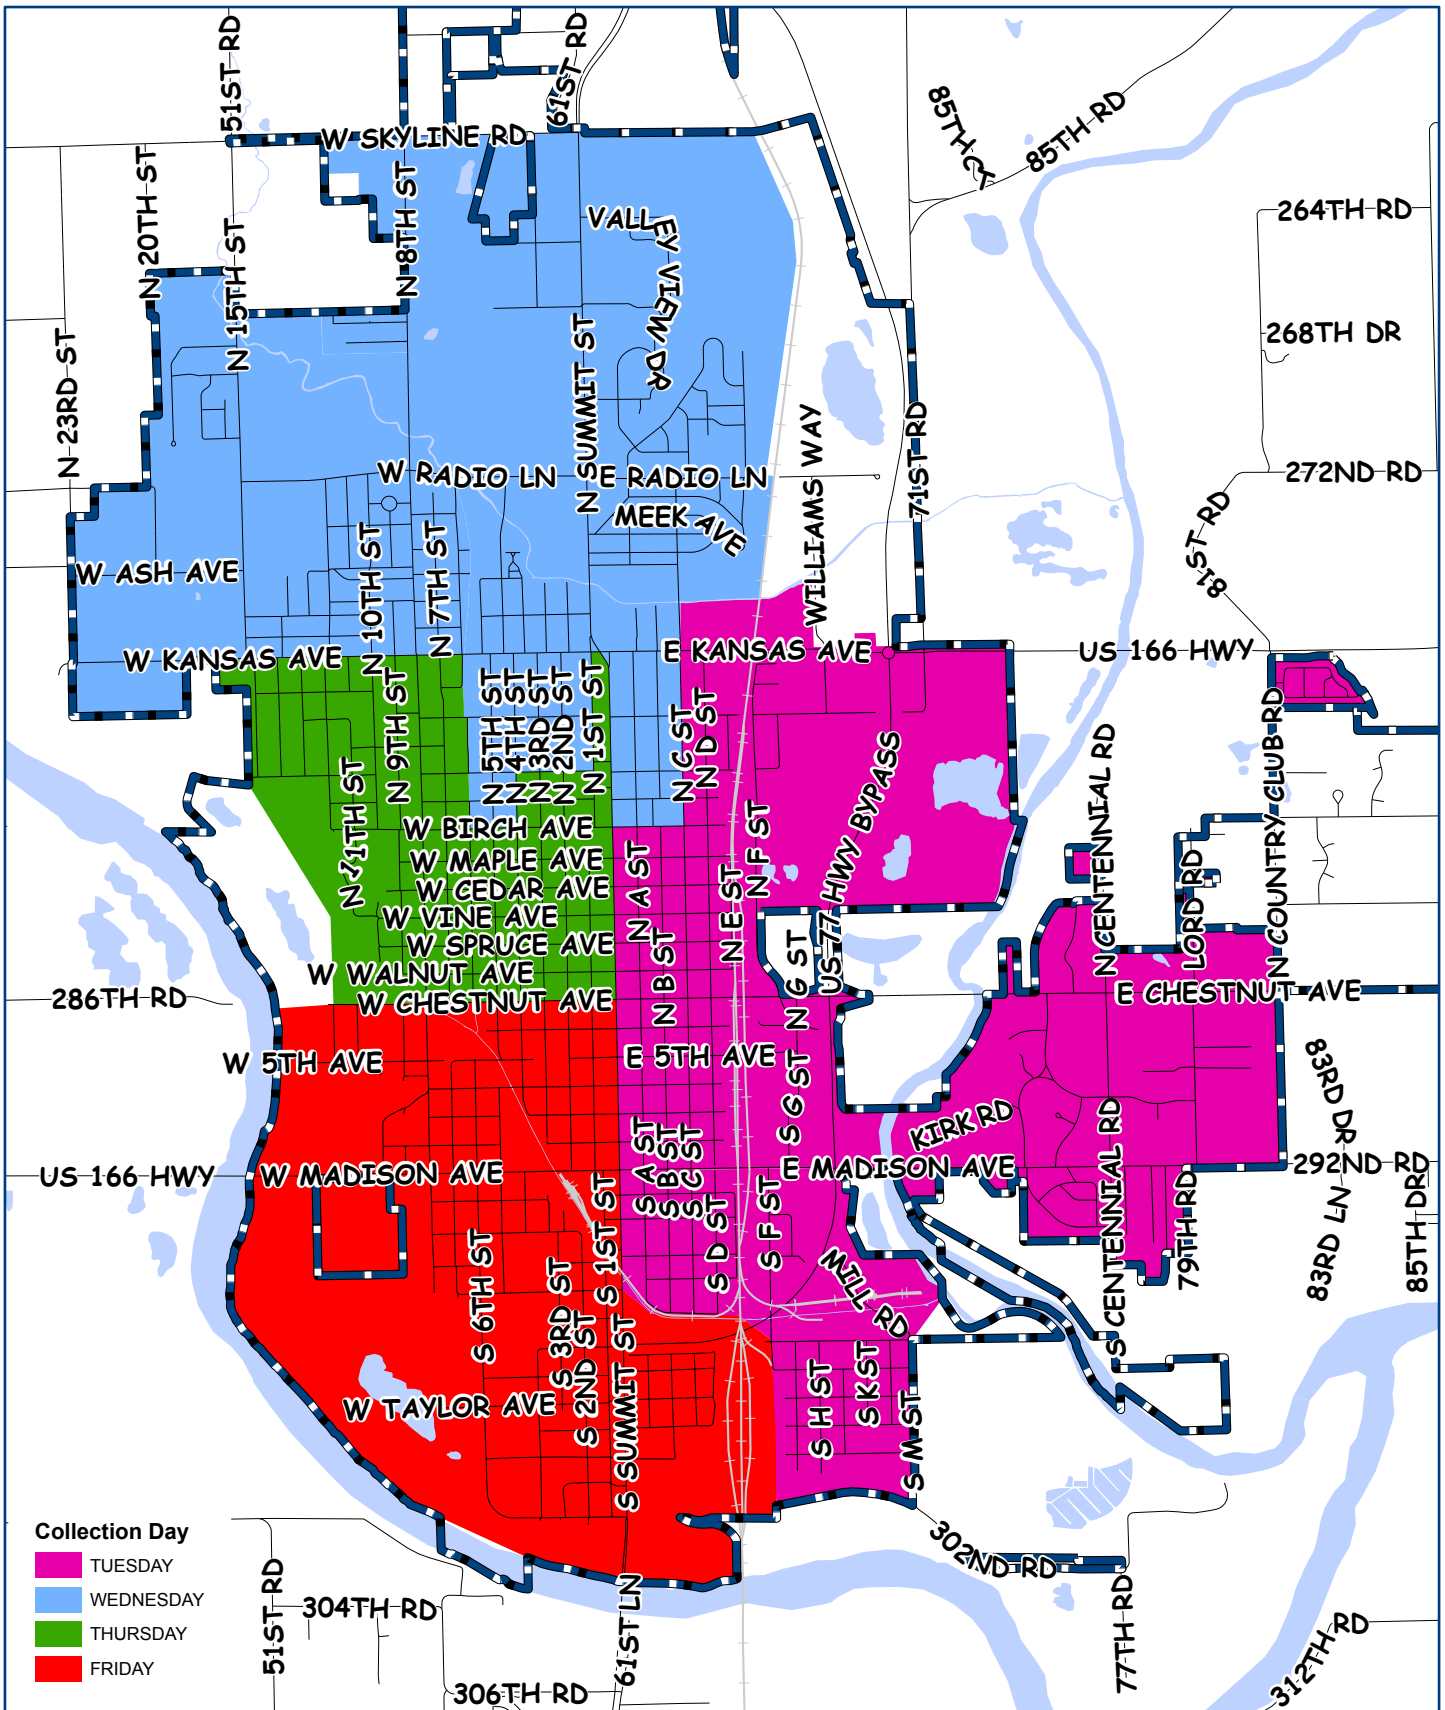 51ST RD
61ST RD
W SKYLINE RD
85TH CT
85TH RD
N 20TH ST
N 8TH ST
VALLEY VIEW DR
264TH RD
N 15TH ST
268TH DR
N 23RD ST
N SUMMIT ST
WILLIAMS WAY
71ST RD
W RADIO LN
E RADIO LN
272ND RD
MEEK AVE
81ST RD
N 10TH ST
N 7TH ST
W ASH AVE
W KANSAS AVE
E KANSAS AVE
US 166 HWY
N 9TH ST
N 5TH ST
N 4TH ST
N 3RD ST
N 2ND ST
N 1ST ST
N C ST
N D ST
US 77 HWY BYPASS
N CENTENNIAL RD
N COUNTRY CLUB RD
N 11TH ST
W BIRCH AVE
N F ST
W MAPLE AVE
N A ST
W CEDAR AVE
N E ST
LORD RD
W VINE AVE
W SPRUCE AVE
N B ST
N G ST
W WALNUT AVE
286TH RD
W CHESTNUT AVE
E CHESTNUT AVE
W 5TH AVE
E 5TH AVE
S G ST
83RD DR
KIRK RD
S A ST
S B ST
S C ST
S CENTENNIAL RD
US 166 HWY
W MADISON AVE
E MADISON AVE
292ND RD
S 1ST ST
S D ST
S F ST
79TH RD
83RD LN
85TH DR
S 6TH ST
S 3RD ST
MILL RD
S 2ND ST
S SUMMIT ST
S H ST
S K ST
S M ST
W TAYLOR AVE
Collection Day
TUESDAY
WEDNESDAY
THURSDAY
FRIDAY
302ND RD
51ST RD
304TH RD
61ST LN
77TH RD
312TH RD
306TH RD